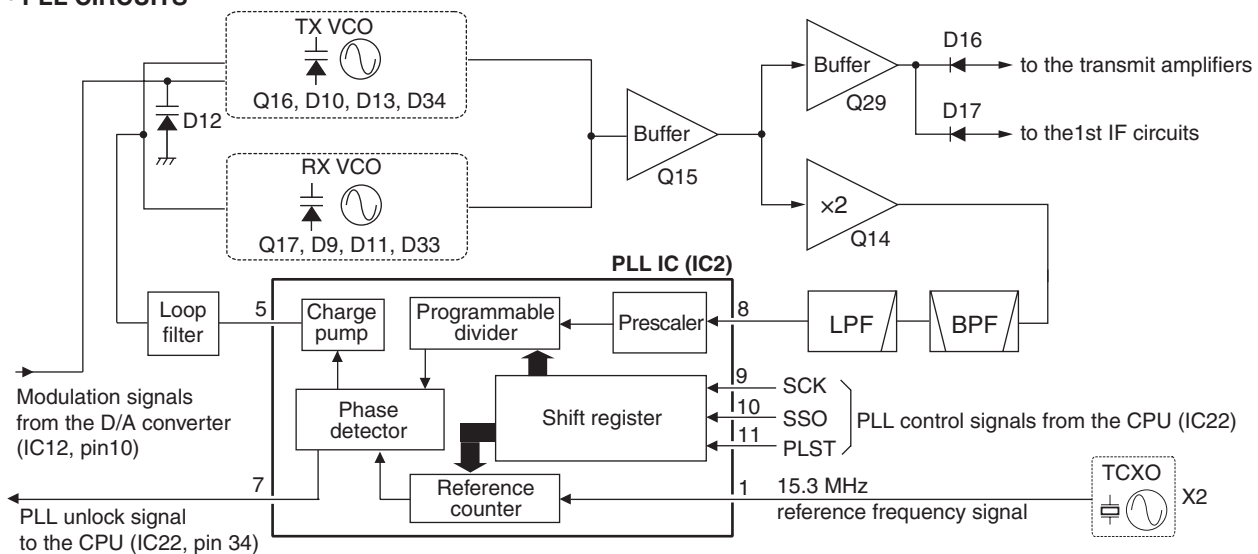 PLL CIRCUITS
TX VCO
Q16, D10, D13, D34
D12
RX VCO
Q17, D9, D11, D33
Buffer
Q15
Buffer
Q29
D16
to the transmit amplifiers
D17
to the1st IF circuits
×2
Q14
PLL IC (IC2)
Loop
filter
5
Charge
pump
Programmable
divider
Prescaler
8
LPF
BPF
Modulation signals
from the D/A converter
(IC12, pin10)
Phase
detector
Shift register
9
SCK
10
SSO
11
PLST
PLL control signals from the CPU (IC22)
7
PLL unlock signal
to the CPU (IC22, pin 34)
Reference
counter
1
15.3 MHz
reference frequency signal
TCXO
X2